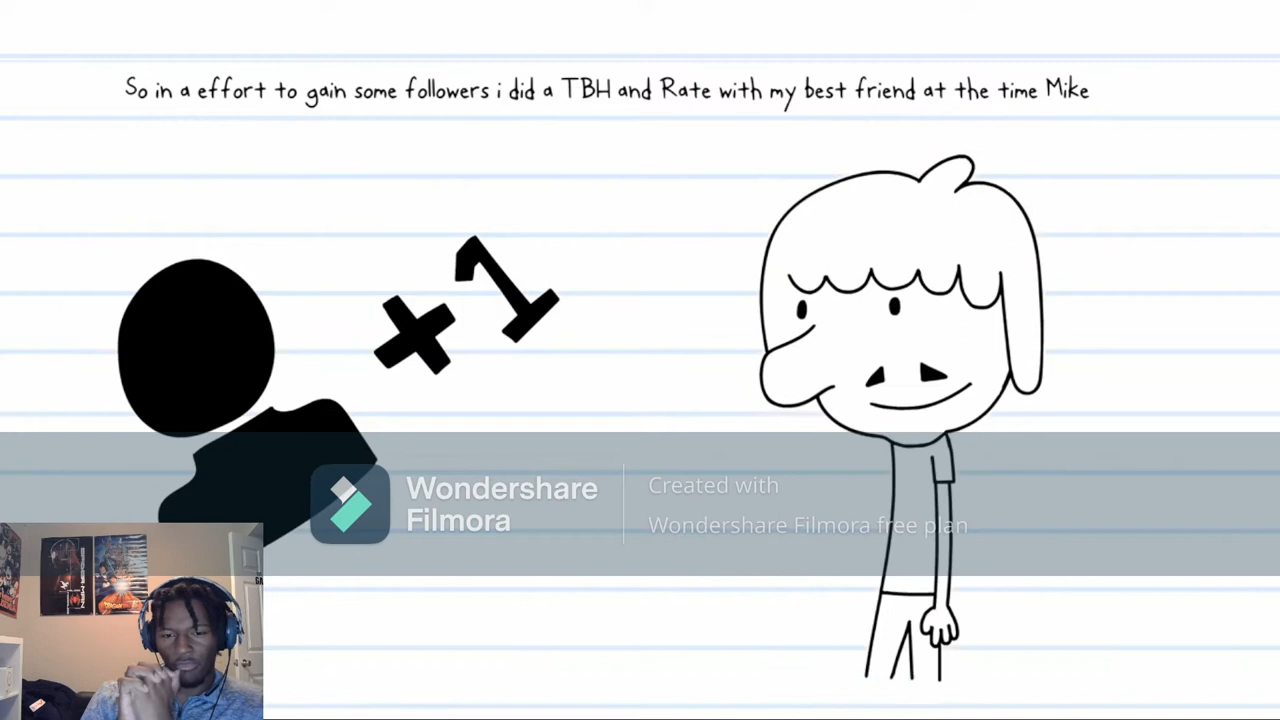 So in a effort to gain some followers i did a TBH and Rate with my best friend at the time Mike
+1
Wondershare
Filmora
Created with
Wondershare Filmora free plan